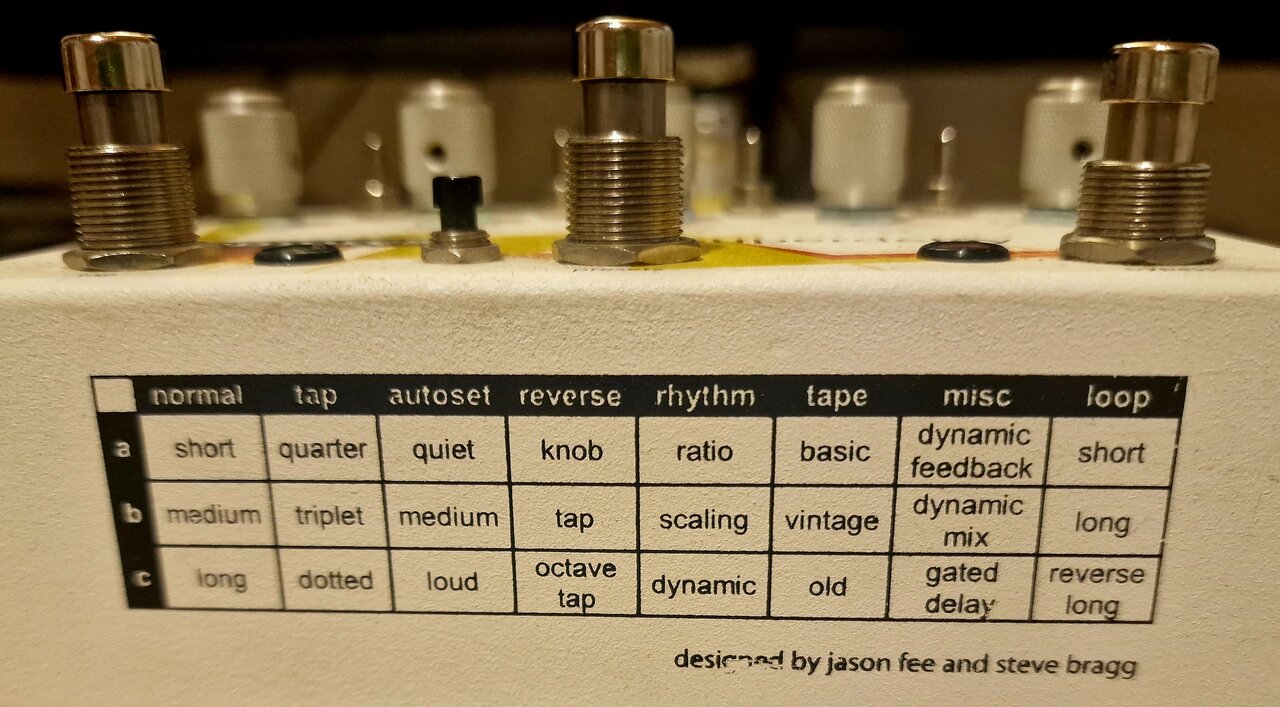 normal tap autoset reverse rhythm tape misc loop
a short quarter quiet knob ratio basic dynamic feedback short
b medium triplet medium tap scaling vintage dynamic mix long
c long dotted loud octave tap dynamic old gated delay reverse long
designed by jason fee and steve bragg